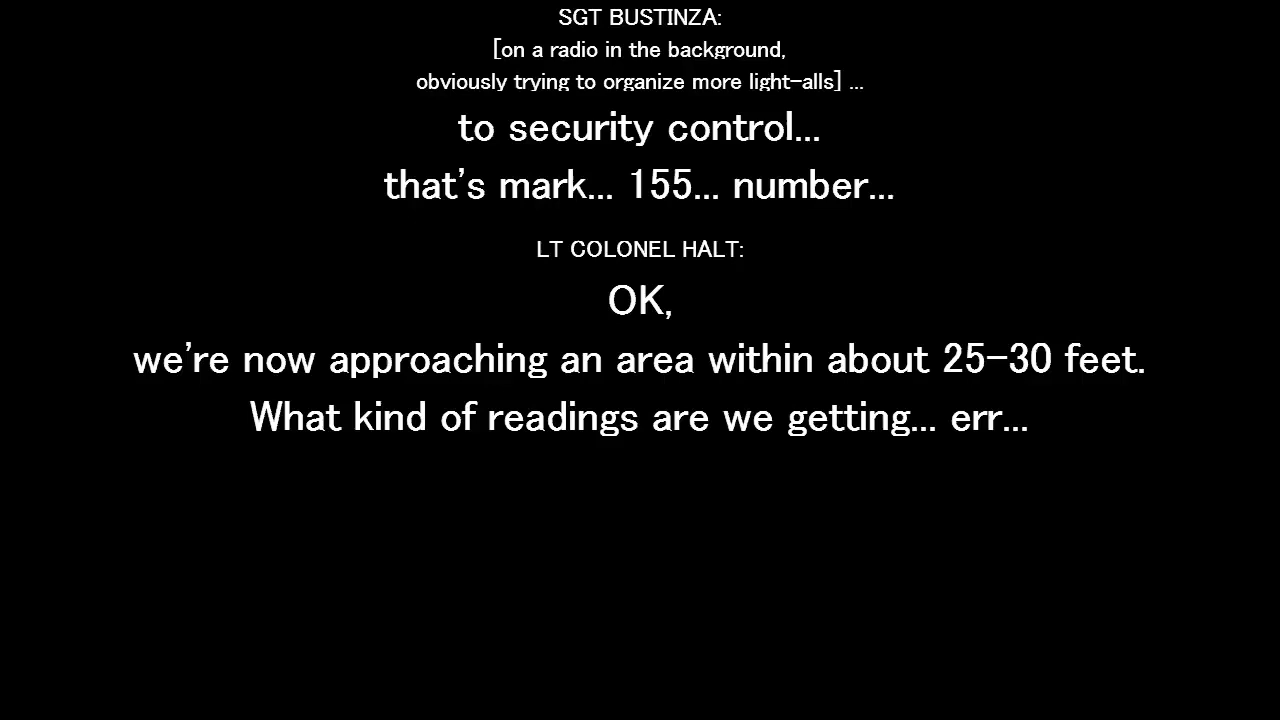 SGT BUSTINZA:
[on a radio in the background,
obviously trying to organize more light-alls] ...
to security control...
that's mark... 155... number...
LT COLONEL HALT:
OK,
we're now approaching an area within about 25-30 feet.
What kind of readings are we getting... err...